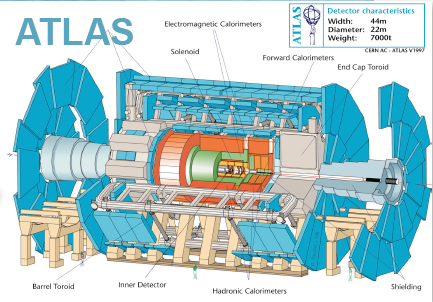 ATLAS
Electromagnetic Calorimeters
Solenoid
ATLAS
Detector characteristics
Width: 44m
Diameter: 22m
Weight: 7000t
CERN AC - ATLAS V1997
Forward Calorimeters
End Cap Toroid
Barrel Toroid
Inner Detector
Hadronic Calorimeters
Shielding